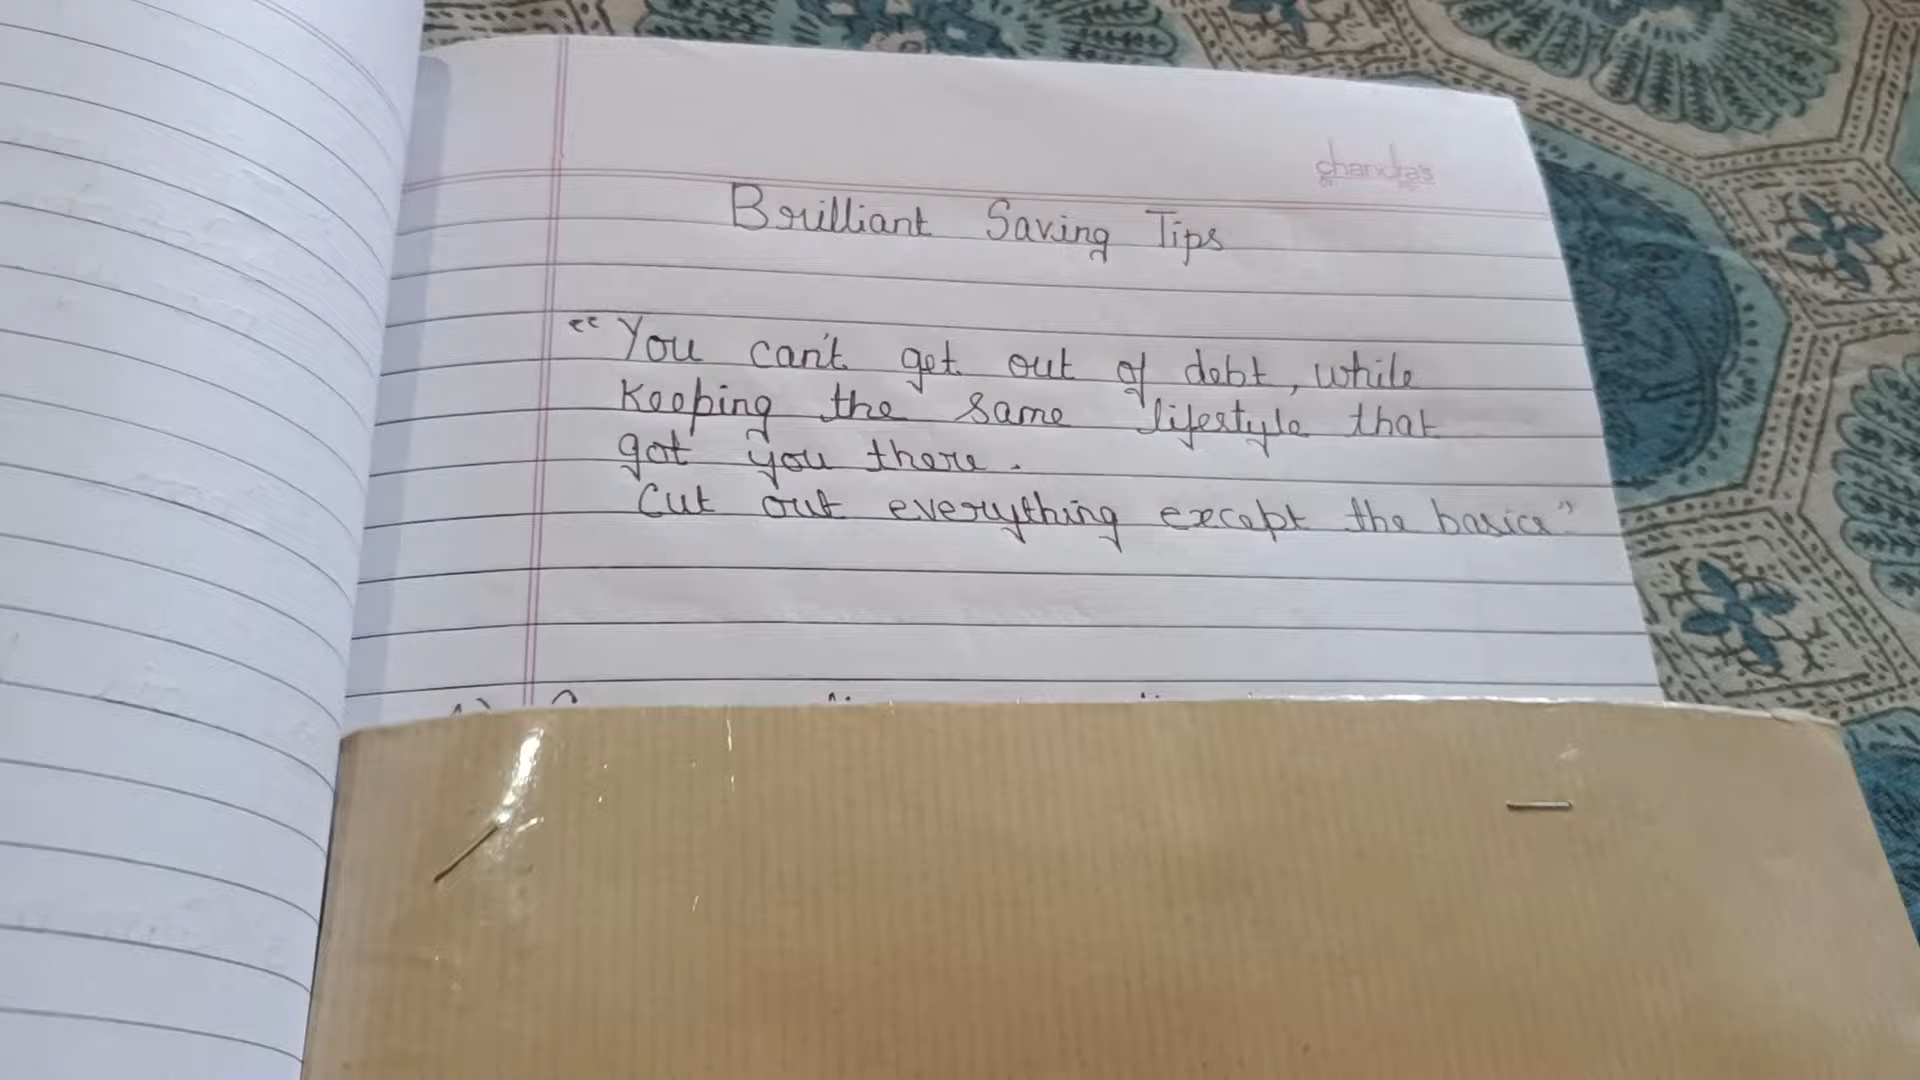 chandra's
Brilliant Saving Tips
“You can't get out of debt, while
Keeping the same lifestyle that
got you there.
Cut out everything except the basics”